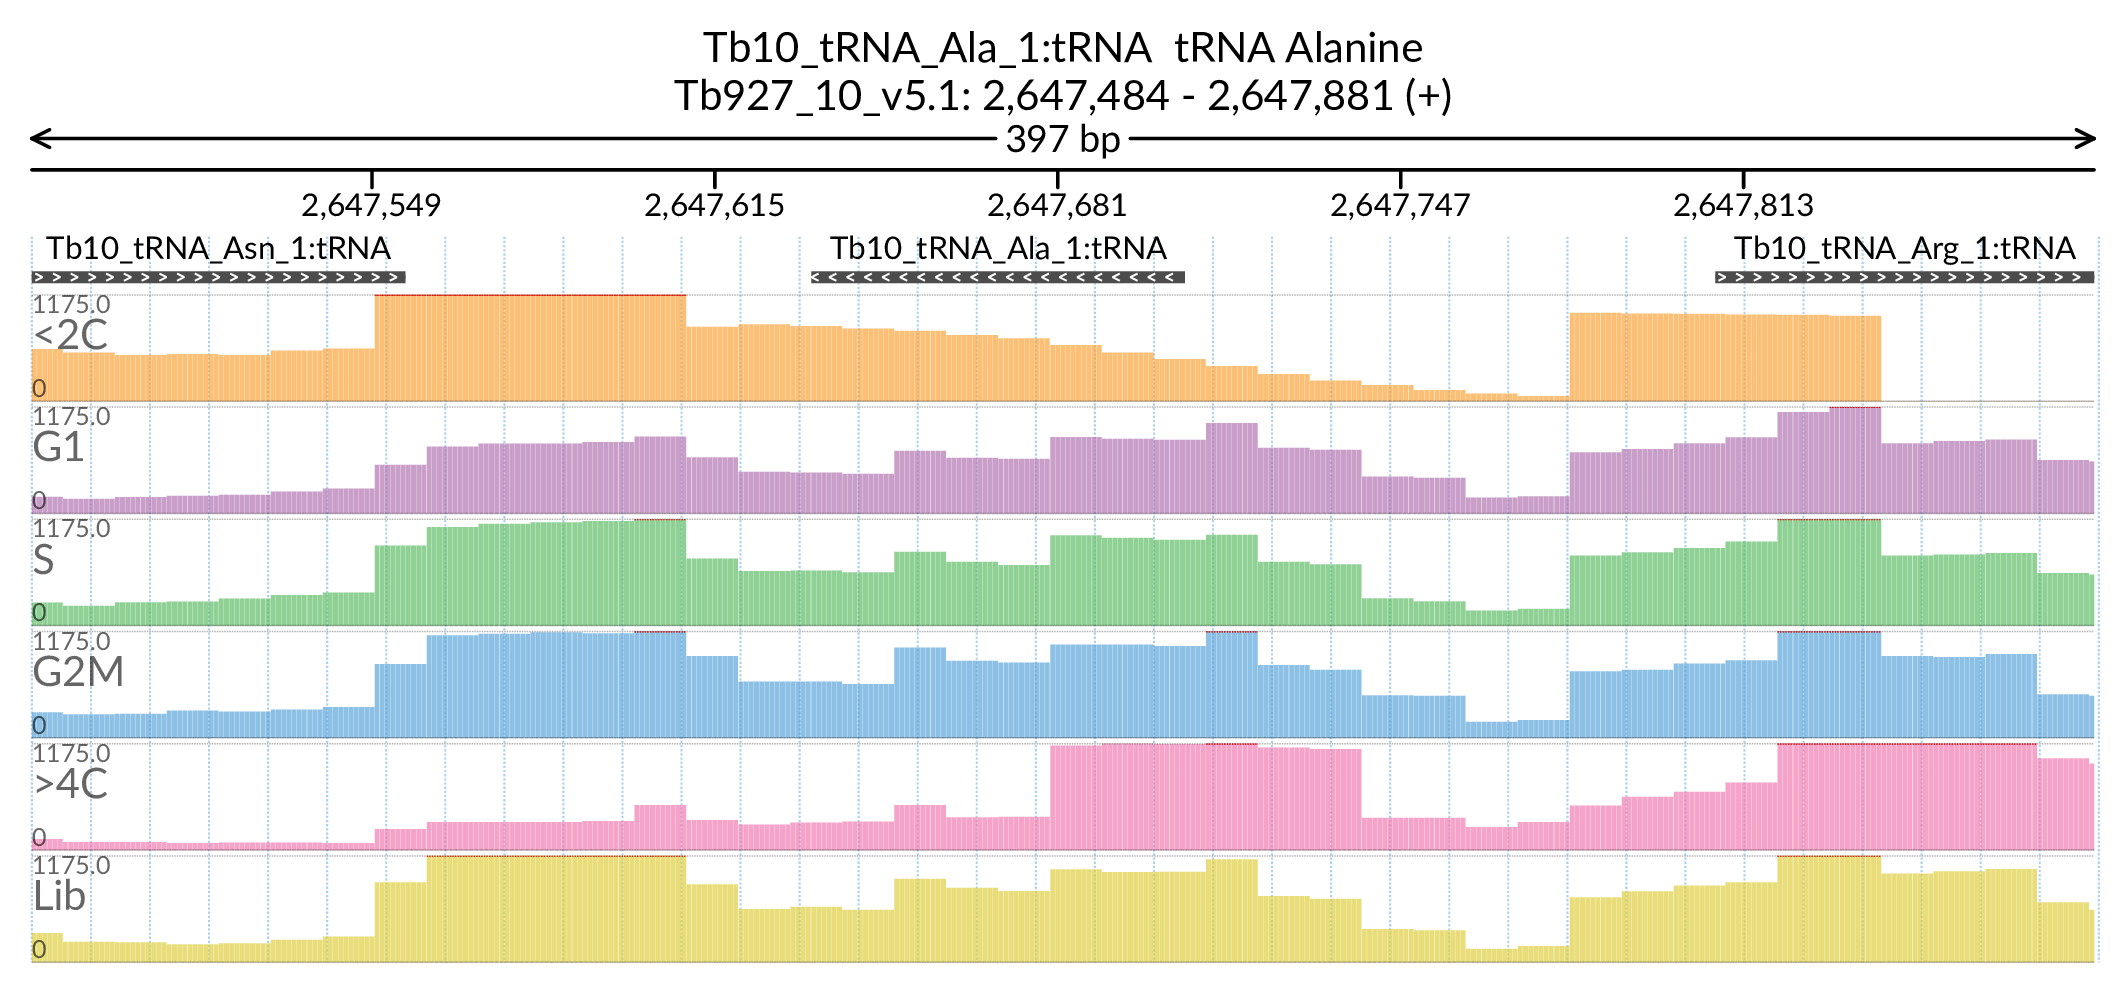 Tb10_tRNA_Ala_1:tRNA tRNA Alanine
Tb927_10_v5.1: 2,647,484 - 2,647,881 (+)
397 bp
2,647,549 2,647,615 2,647,681 2,647,747 2,647,813
Tb10_tRNA_Asn_1:tRNA Tb10_tRNA_Ala_1:tRNA Tb10_tRNA_Arg_1:tRNA
1175.0
<2C
0
1175.0
G1
0
1175.0
S
0
1175.0
G2M
0
1175.0
>4C
0
1175.0
Lib
0